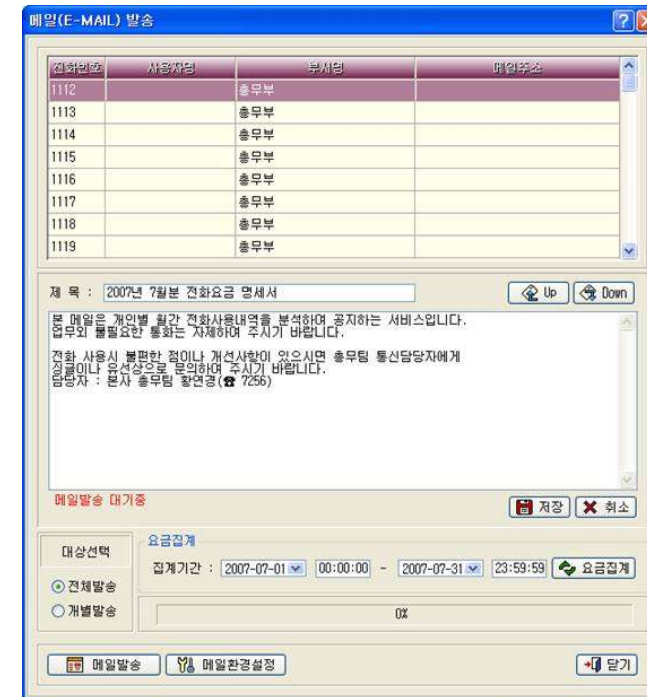 메일(E-MAIL) 발송
전화번호 사용자명 부서명 메일주소
1112 총무부
1113 총무부
1114 총무부
1115 총무부
1116 총무부
1117 총무부
1118 총무부
1119 총무부
제 목 : 2007년 7월분 전화요금 명세서 Up Down
본 메일은 개인별 월간 전화사용내역을 분석하여 공지하는 서비스입니다.
업무외 불필요한 통화는 자제하여 주시기 바랍니다.
전화 사용시 불편한 점이나 개선사항이 있으시면 총무팀 통신담당자에게
싱글이나 유선상으로 문의하여 주시기 바랍니다.
담당자 : 본사 총무팀 황연경(☎ 7256)
메일발송 대기중 저장 취소
대상선택 요금집계
집계기간 : 2007-07-01 00:00:00 - 2007-07-31 23:59:59 요금집계
전체발송
개별발송 0%
메일발송 메일환경설정 닫기